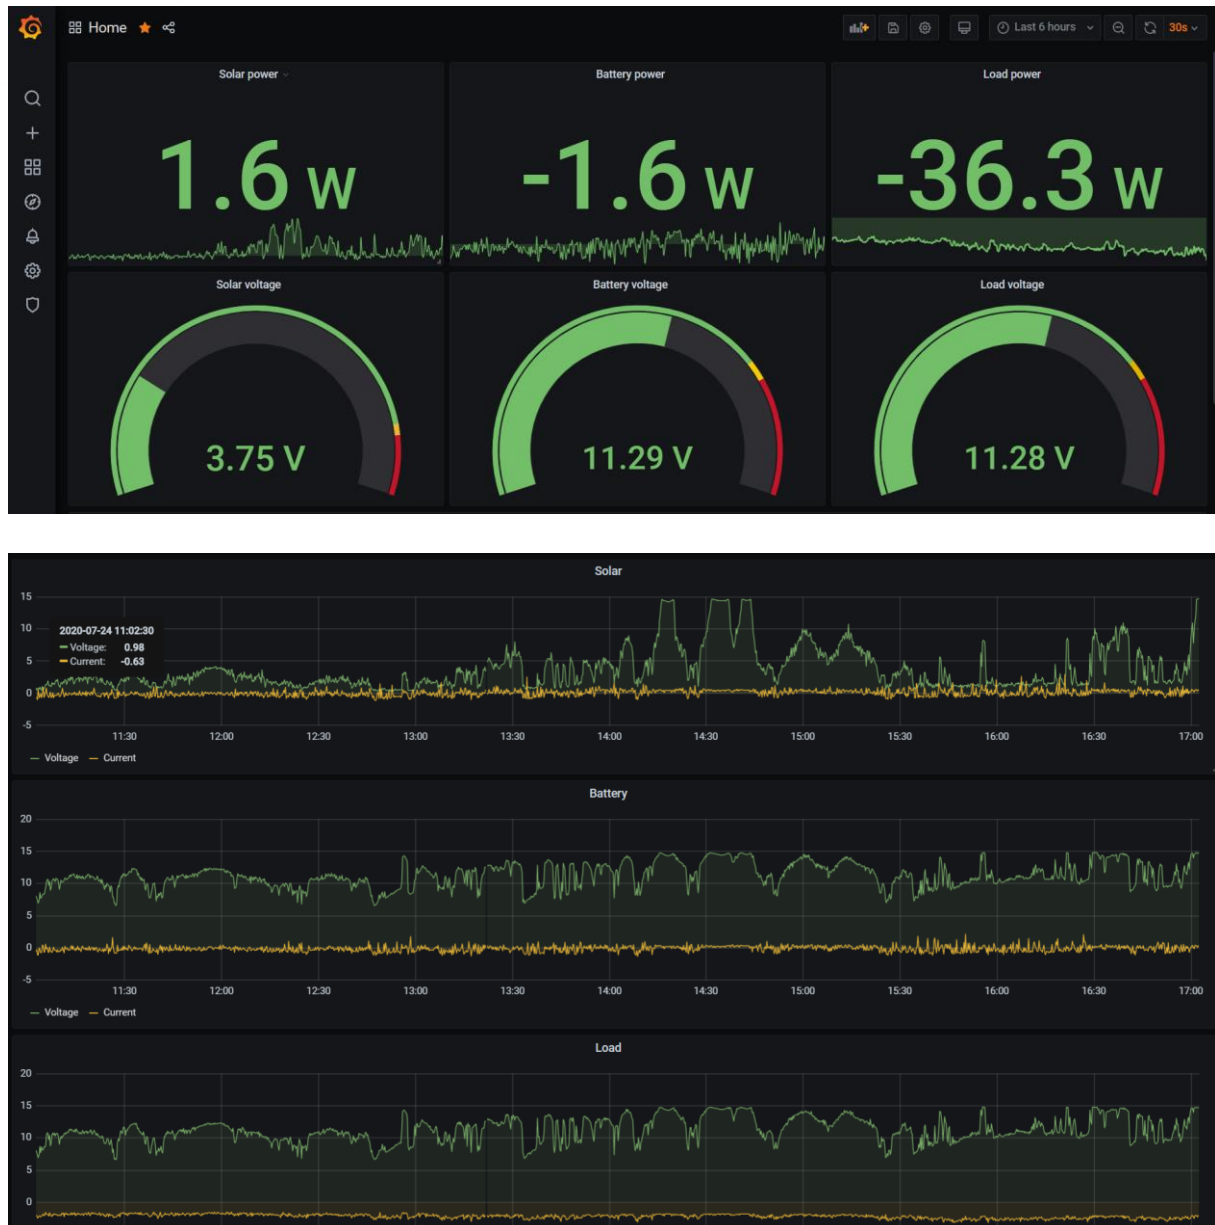 Home
Last 6 hours
30s
Solar power
Battery power
Load power
1.6 W
-1.6 W
-36.3 W
Solar voltage
Battery voltage
Load voltage
3.75 V
11.29 V
11.28 V
Solar
15
10
5
0
-5
2020-07-24 11:02:30
Voltage: 0.98
Current: -0.63
11:30 12:00 12:30 13:00 13:30 14:00 14:30 15:00 15:30 16:00 16:30 17:00
Voltage Current
Battery
20
15
10
5
0
-5
11:30 12:00 12:30 13:00 13:30 14:00 14:30 15:00 15:30 16:00 16:30 17:00
Voltage Current
Load
20
15
10
5
0